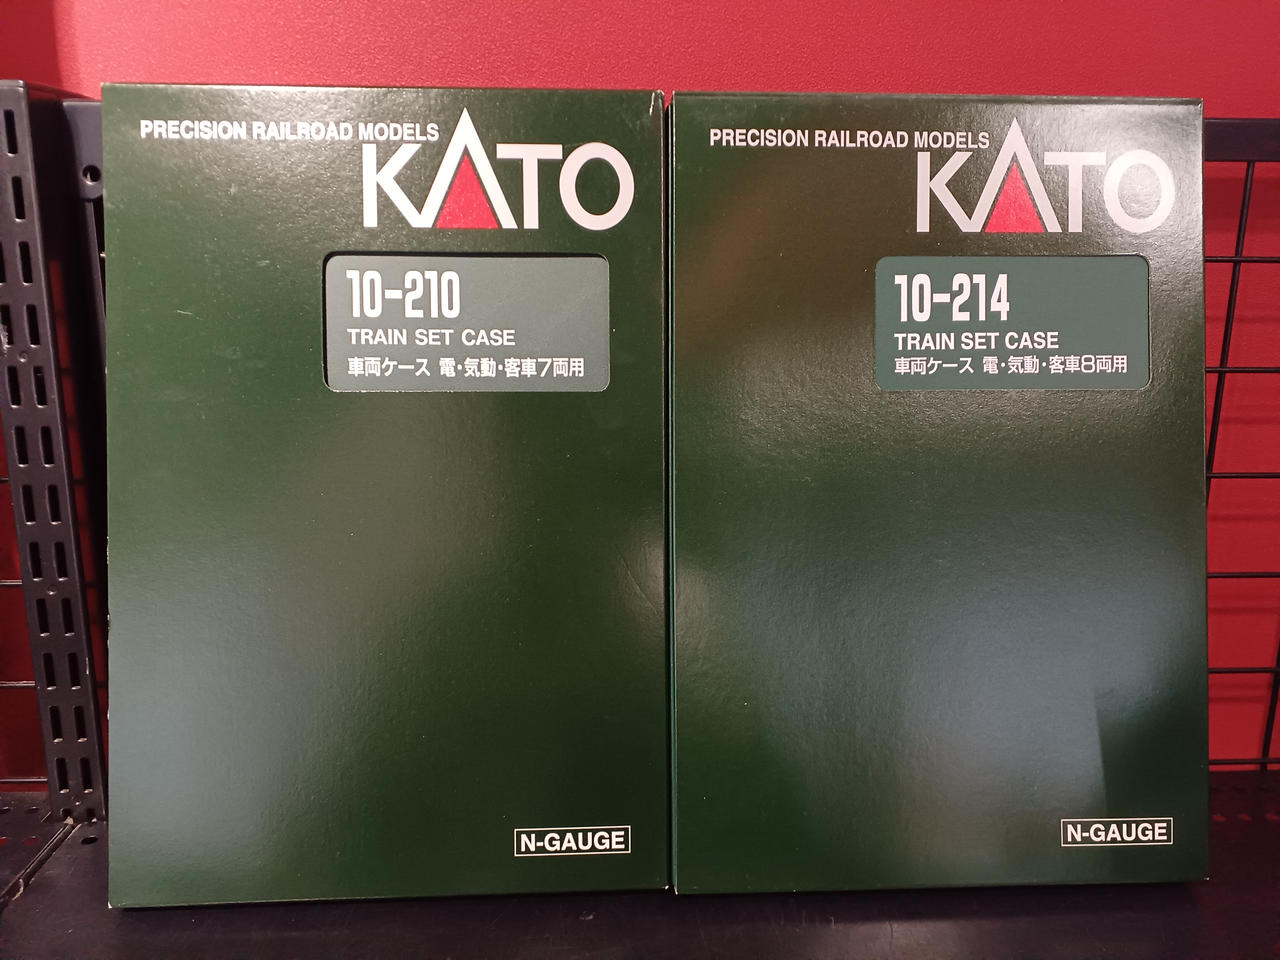 PRECISION RAILROAD MODELS
KATO
10-210
TRAIN SET CASE
車両ケース 電・気動・客車7両用
N-GAUGE
PRECISION RAILROAD MODELS
KATO
10-214
TRAIN SET CASE
車両ケース 電・気動・客車8両用
N-GAUGE